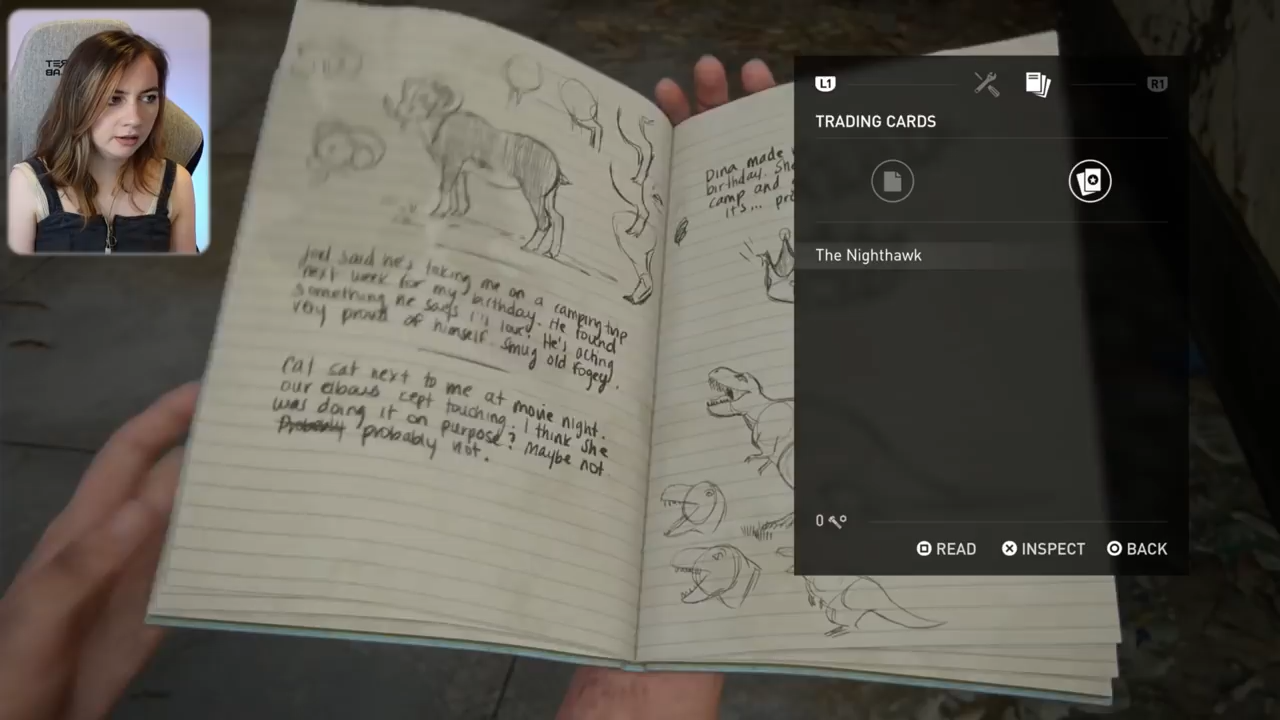 L1
R1
TRADING CARDS
The Nighthawk
0
READ
INSPECT
BACK
Joel said he's taking me on a camping trip
next week for my birthday. He found
something he says I'll love. He's acting
very proud of himself. Smug old fogey.
Cat sat next to me at movie night.
our elbows kept touching. I think she
was doing it on purpose? Maybe not.
probably not.
Dina made
birthday. She
camp and
it's... pro